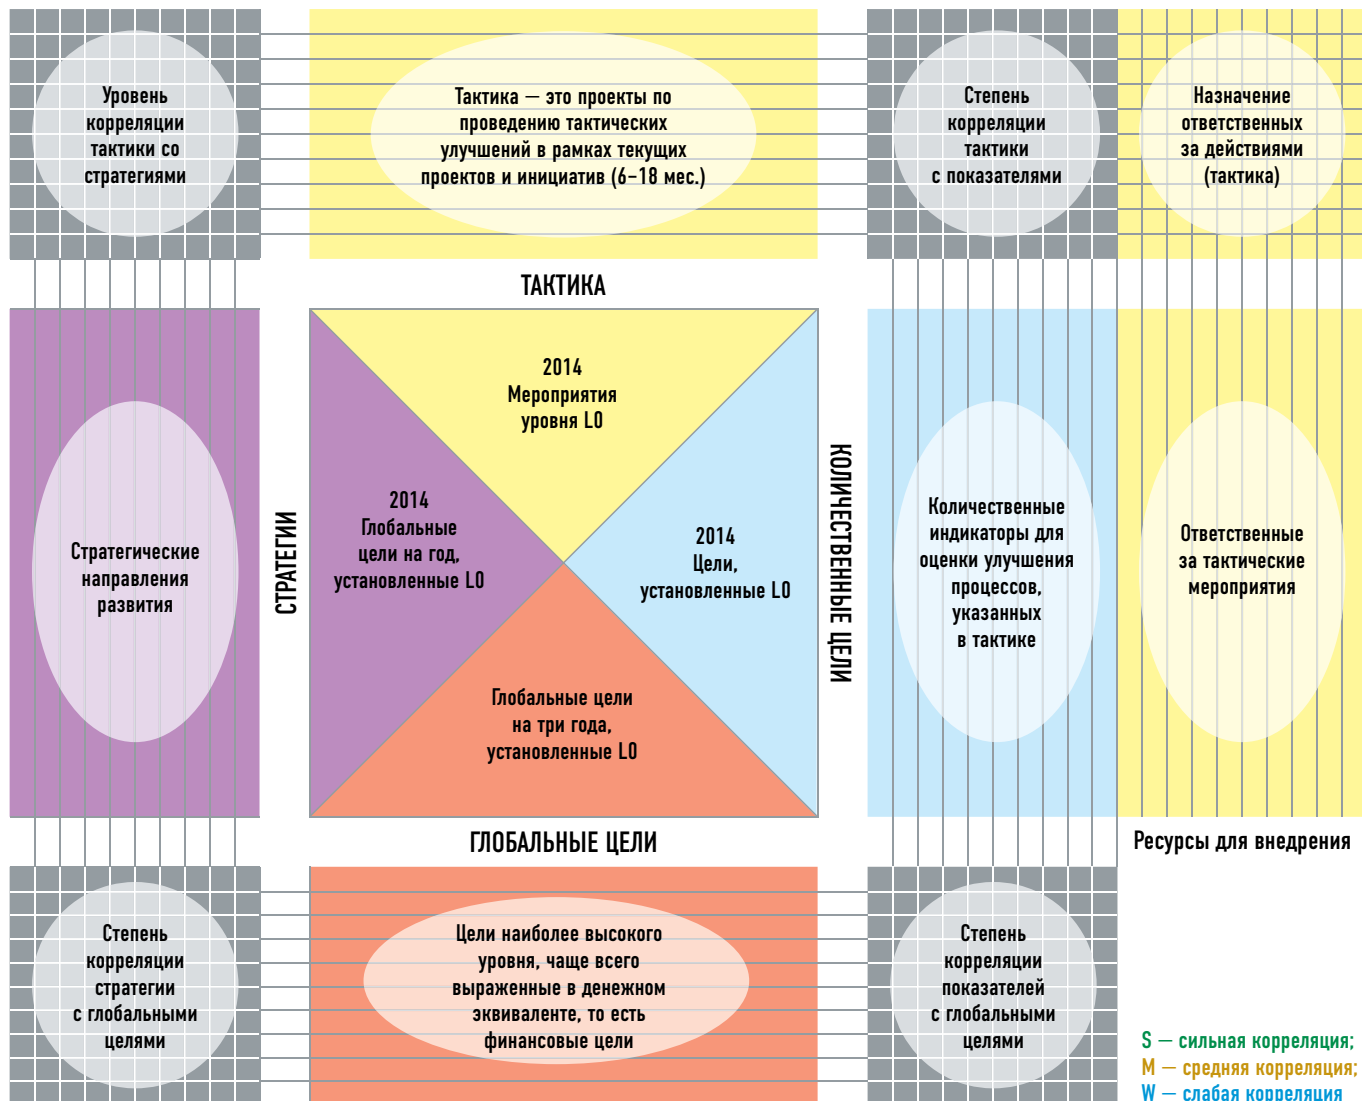 Уровень
корреляции
тактики со
стратегиями
Тактика — это проекты по
проведению тактических
улучшений в рамках текущих
проектов и инициатив (6–18 мес.)
Степень
корреляции
тактики
с показателями
Назначение
ответственных
за действиями
(тактика)
ТАКТИКА
Стратегические
направления
развития
СТРАТЕГИИ
2014
Мероприятия
уровня L0
2014
Глобальные
цели на год,
установленные L0
2014
Цели,
установленные L0
Глобальные цели
на три года,
установленные L0
КОЛИЧЕСТВЕННЫЕ ЦЕЛИ
Количественные
индикаторы для
оценки улучшения
процессов,
указанных
в тактике
Ответственные
за тактические
мероприятия
ГЛОБАЛЬНЫЕ ЦЕЛИ
Ресурсы для внедрения
Степень
корреляции
стратегии
с глобальными
целями
Цели наиболее высокого
уровня, чаще всего
выраженные в денежном
эквиваленте, то есть
финансовые цели
Степень
корреляции
показателей
с глобальными
целями
S — сильная корреляция;
M — средняя корреляция;
W — слабая корреляция